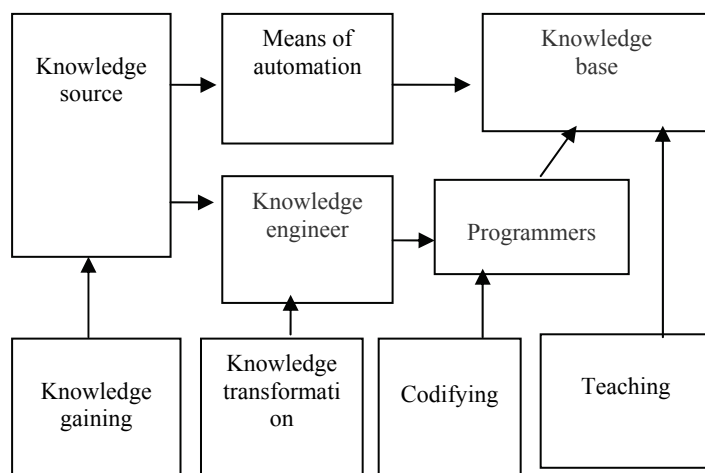 Knowledge
source
Means of
automation
Knowledge
base
Knowledge
engineer
Programmers
Knowledge
gaining
Knowledge
transformati
on
Codifying
Teaching